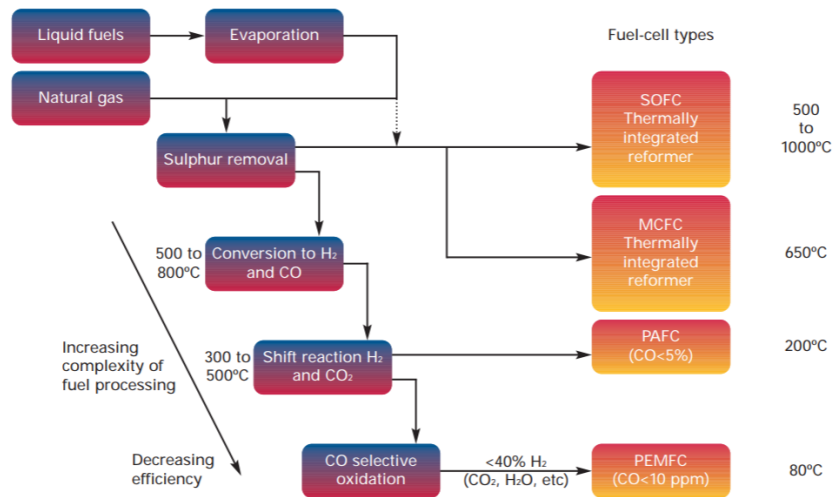 Liquid fuels
Evaporation
Fuel-cell types
Natural gas
SOFC
Thermally
integrated
reformer
500
to
1000ºC
Sulphur removal
MCFC
Thermally
integrated
reformer
650ºC
500 to
800ºC
Conversion to H₂
and CO
Increasing
complexity of
fuel processing
300 to
500ºC
Shift reaction H₂
and CO₂
PAFC
(CO<5%)
200ºC
Decreasing
efficiency
CO selective
oxidation
<40% H₂
(CO₂, H₂O, etc)
PEMFC
(CO<10 ppm)
80ºC